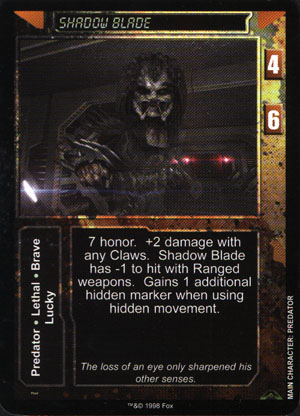 SHADOW BLADE
4
6
7 honor. +2 damage with
any Claws. Shadow Blade
has -1 to hit with Ranged
weapons. Gains 1 additional
hidden marker when using
hidden movement.
Predator • Lethal • Brave
Lucky
The loss of an eye only sharpened his
other senses.
MAIN CHARACTER: PREDATOR
™&© 1998 Fox